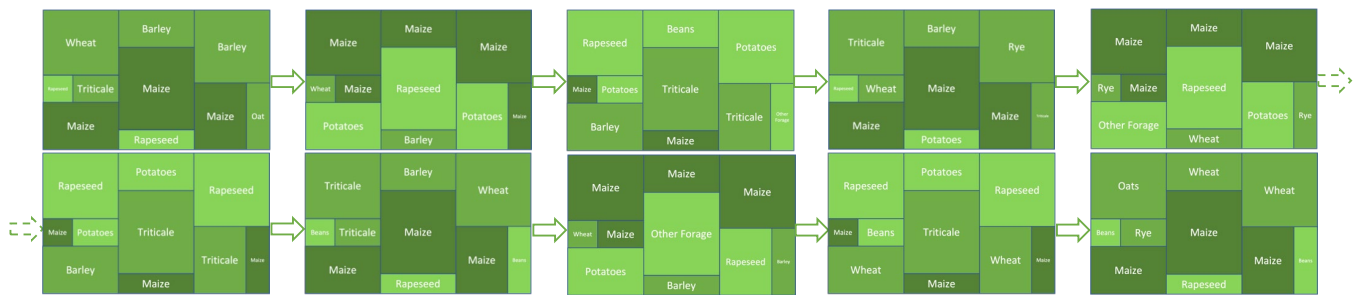 Wheat
Barley
Barley
Maize
Rapeseed
Triticale
Maize
Maize
Oat
Rapeseed
Maize
Maize
Maize
Rapeseed
Wheat
Maize
Potatoes
Potatoes
Maize
Barley
Rapeseed
Beans
Potatoes
Triticale
Maize
Potatoes
Barley
Triticale
Other
Forage
Maize
Triticale
Barley
Rye
Maize
Rapeseed
Wheat
Maize
Maize
Potatoes
Maize
Maize
Maize
Rapeseed
Rye
Maize
Other Forage
Potatoes
Rye
Wheat
Rapeseed
Potatoes
Rapeseed
Triticale
Maize
Potatoes
Barley
Triticale
Maize
Maize
Triticale
Barley
Wheat
Maize
Beans
Triticale
Maize
Maize
Beans
Rapeseed
Maize
Maize
Maize
Other Forage
Wheat
Maize
Potatoes
Rapeseed
Barley
Barley
Rapeseed
Potatoes
Rapeseed
Triticale
Maize
Beans
Wheat
Wheat
Maize
Maize
Oats
Wheat
Wheat
Maize
Beans
Rye
Maize
Maize
Beans
Rapeseed